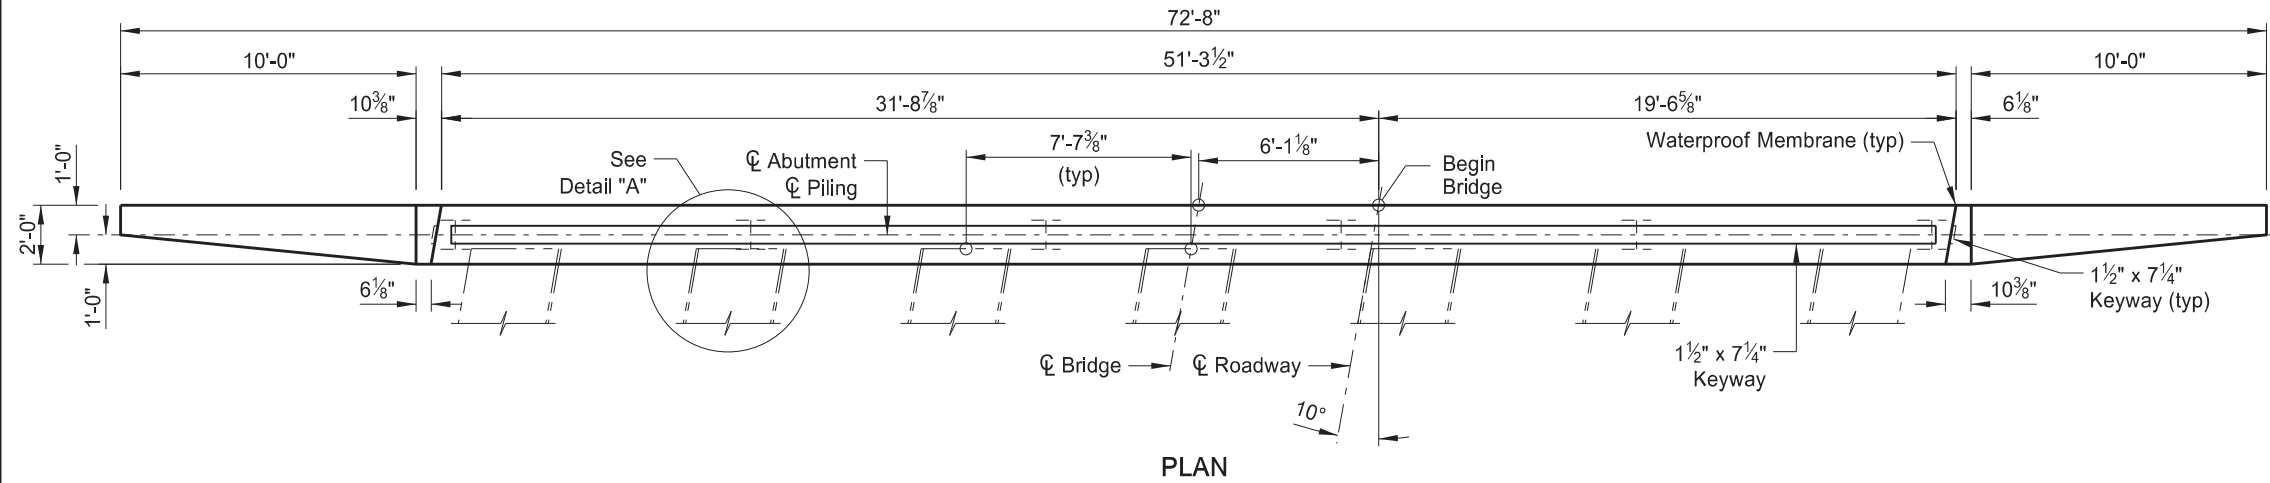 72'-8"
10'-0"
51'-3½"
10'-0"
10⅜"
31'-8⅞"
19'-6⅝"
6⅛"
7'-7⅜"
(typ)
6'-1⅛"
Waterproof Membrane (typ)
See
Detail "A"
℄ Abutment
℄ Piling
Begin
Bridge
1'-0"
2'-0"
1'-0"
6⅛"
10⅜"
1½" x 7¼"
Keyway (typ)
℄ Bridge
℄ Roadway
1½" x 7¼"
Keyway
10°
PLAN